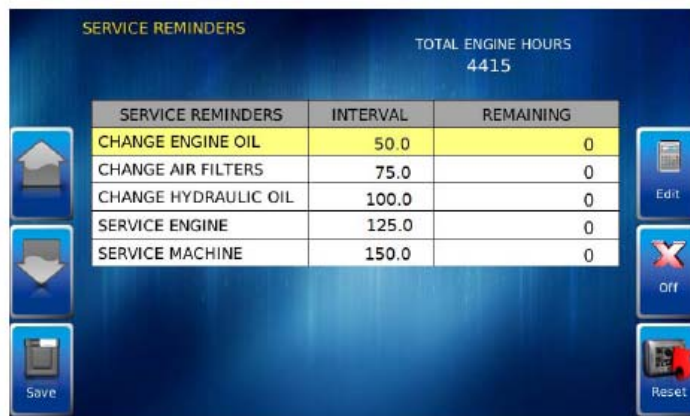 SERVICE REMINDERS
TOTAL ENGINE HOURS
4415
SERVICE REMINDERS INTERVAL REMAINING
CHANGE ENGINE OIL 50.0 0
CHANGE AIR FILTERS 75.0 0
CHANGE HYDRAULIC OIL 100.0 0
SERVICE ENGINE 125.0 0
SERVICE MACHINE 150.0 0
Edit
Off
Save
Reset